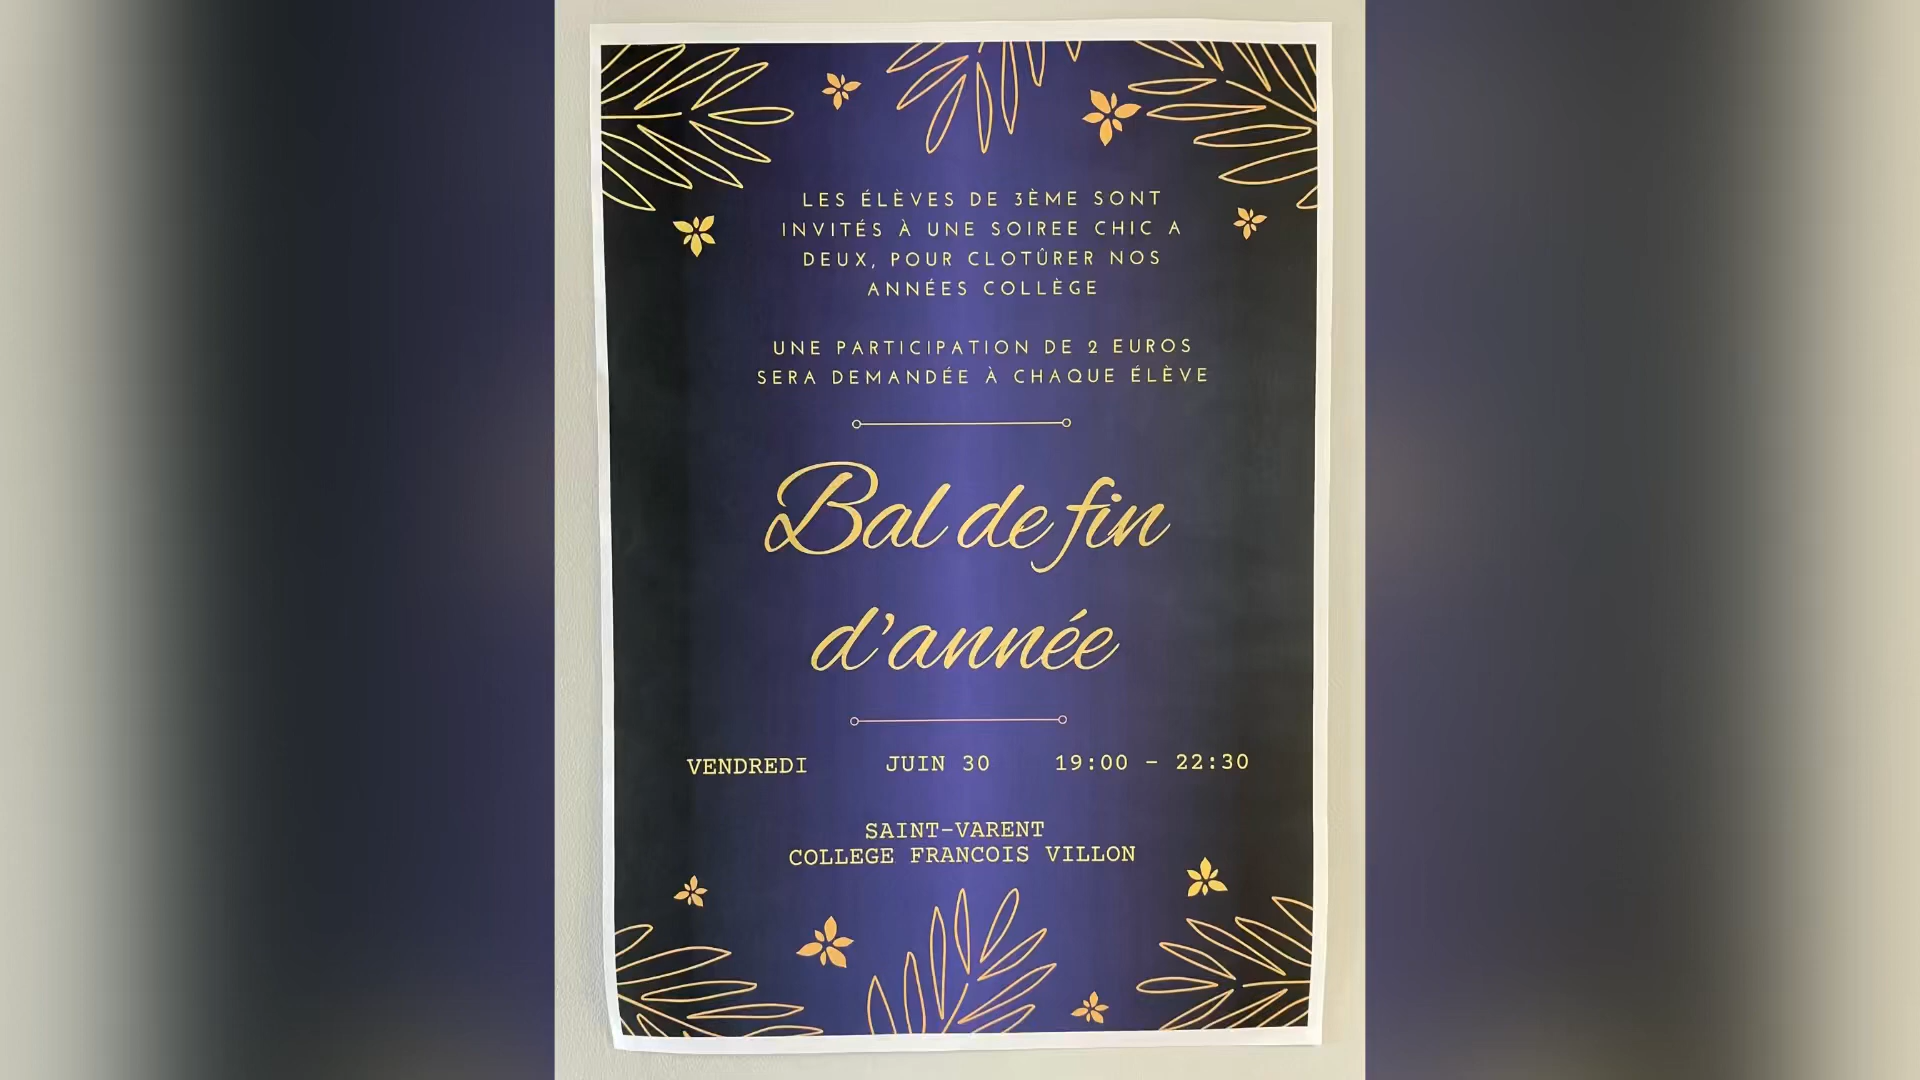 LES ÉLÈVES DE 3ÈME SONT
INVITÉS À UNE SOIREE CHIC A
DEUX, POUR CLOTÛRER NOS
ANNÉES COLLÈGE
UNE PARTICIPATION DE 2 EUROS
SERA DEMANDÉE À CHAQUE ÉLÈVE
Bal de fin
d'année
VENDREDI JUIN 30 19:00 - 22:30
SAINT-VARENT
COLLEGE FRANCOIS VILLON